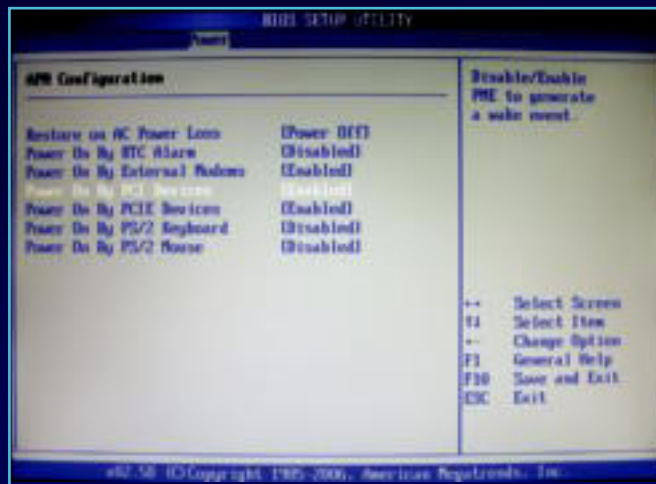 BIOS SETUP UTILITY
Power
APM Configuration
Restore on AC Power Loss [Power Off]
Power On By RTC Alarm [Disabled]
Power On By External Modems [Enabled]
Power On By PCI Devices [Enabled]
Power On By PCIE Devices [Enabled]
Power On By PS/2 Keyboard [Disabled]
Power On By PS/2 Mouse [Disabled]
Disable/Enable
PME to generate
a wake event.
↔ Select Screen
↑↓ Select Item
+- Change Option
F1 General Help
F10 Save and Exit
ESC Exit
v02.58 (C)Copyright 1985-2006, American Megatrends, Inc.